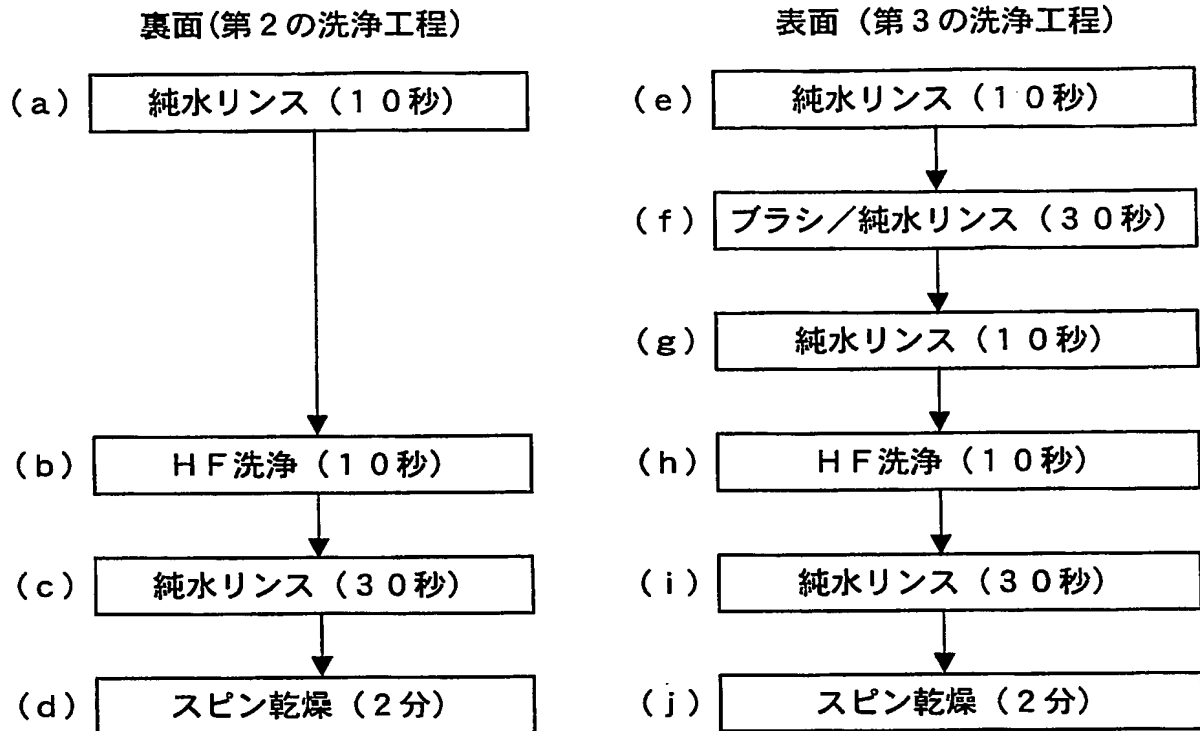 裏面(第２の洗浄工程)
(a) 純水リンス（１０秒）
(b) ＨＦ洗浄（１０秒）
(c) 純水リンス（３０秒）
(d) スピン乾燥（２分）
表面（第３の洗浄工程）
(e) 純水リンス（１０秒）
(f) ブラシ／純水リンス（３０秒）
(g) 純水リンス（１０秒）
(h) ＨＦ洗浄（１０秒）
(i) 純水リンス（３０秒）
(j) スピン乾燥（２分）